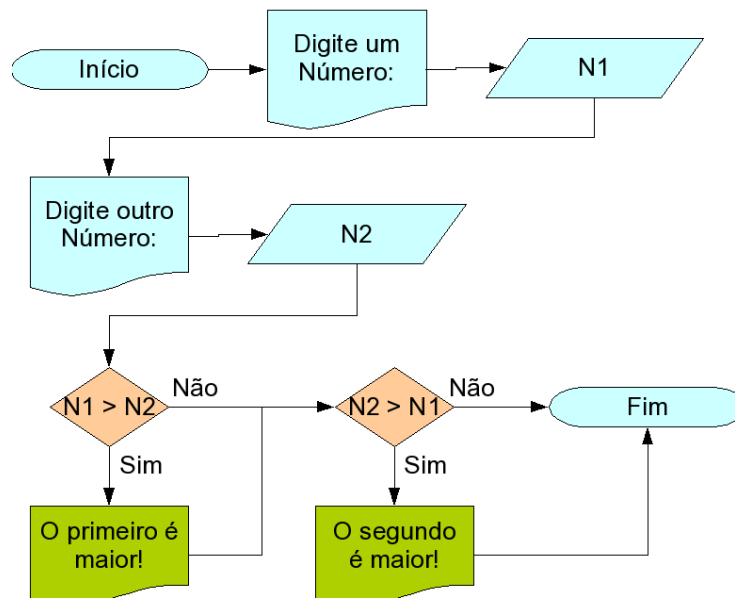 Início
Digite um
Número:
N1
Digite outro
Número:
N2
N1 > N2
Não
N2 > N1
Não
Fim
Sim
Sim
O primeiro é
maior!
O segundo
é maior!